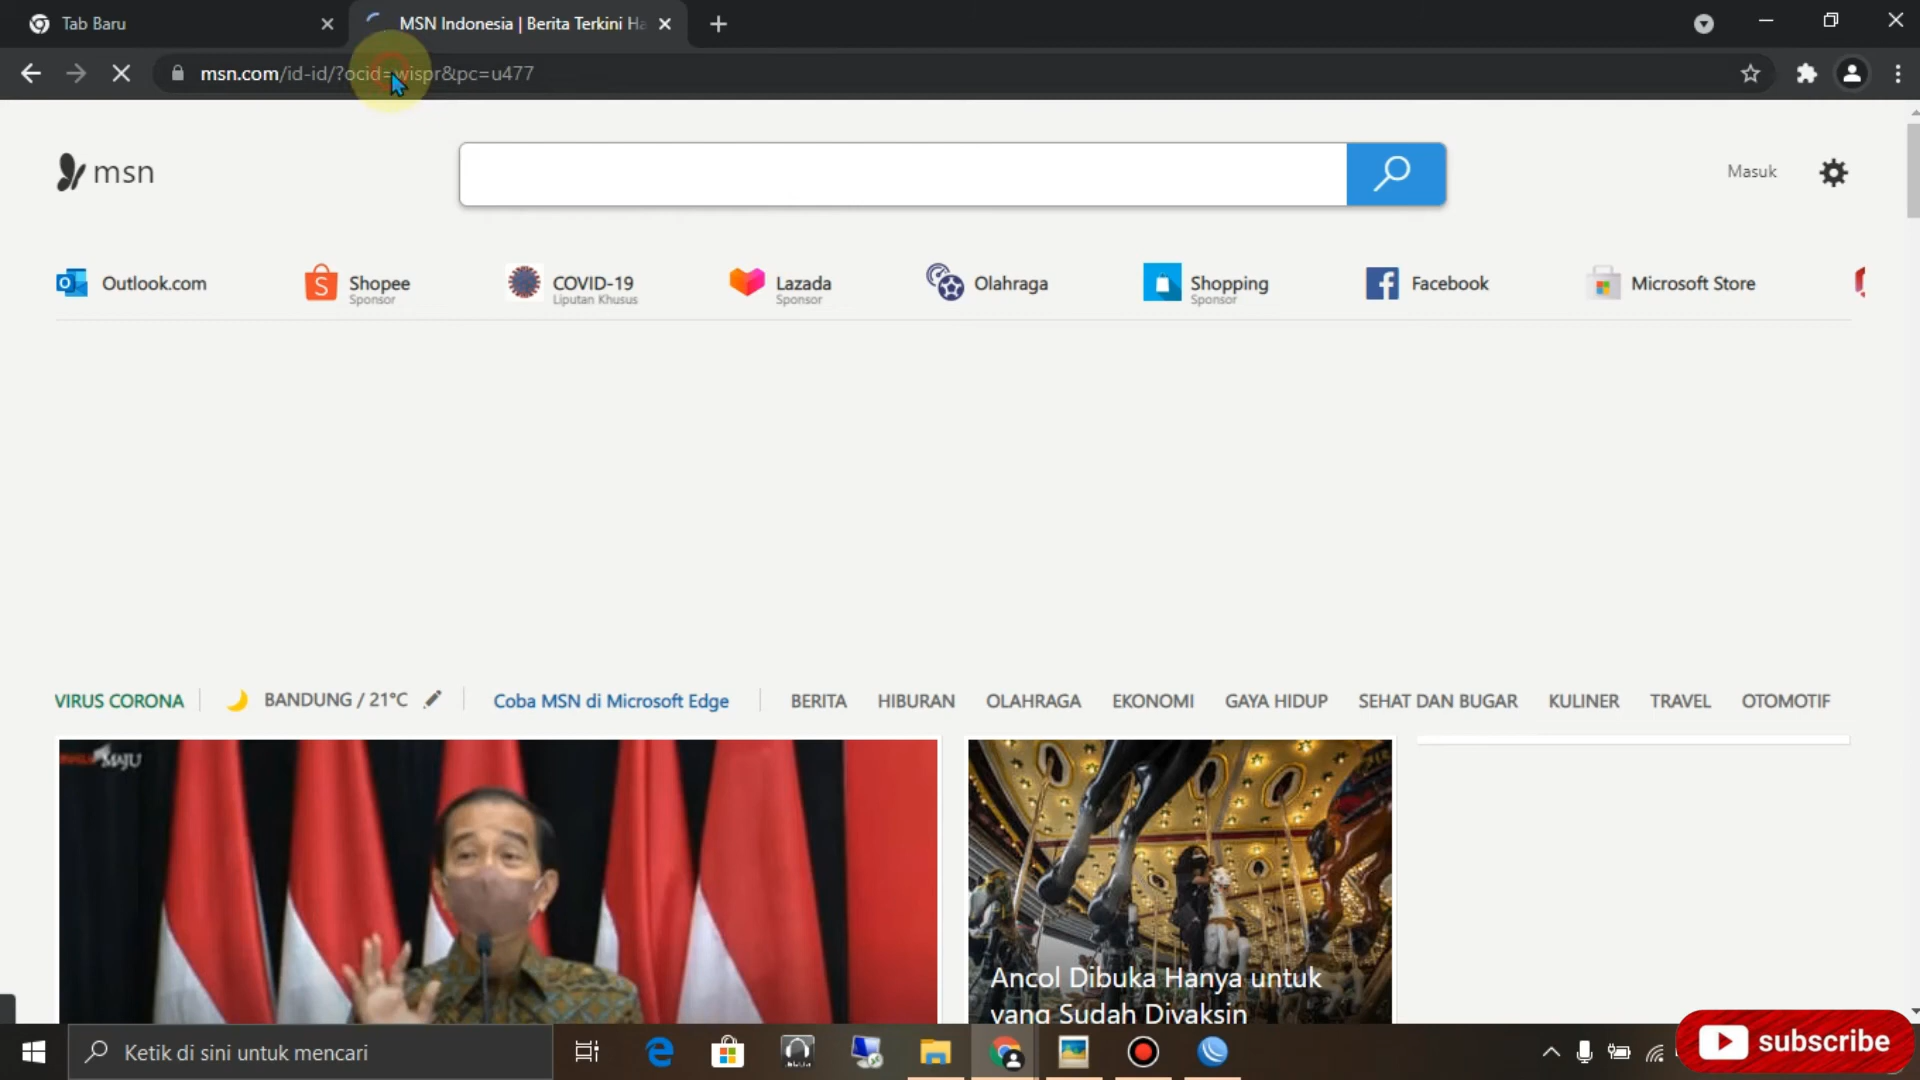 Tab Baru
MSN Indonesia | Berita Terkini Ha
msn.com/id-id/?ocid=wispr&pc=u477
msn
Masuk
Outlook.com
Shopee
Sponsor
COVID-19
Liputan Khusus
Lazada
Sponsor
Olahraga
Shopping
Sponsor
Facebook
Microsoft Store
VIRUS CORONA
BANDUNG / 21°C
Coba MSN di Microsoft Edge
BERITA
HIBURAN
OLAHRAGA
EKONOMI
GAYA HIDUP
SEHAT DAN BUGAR
KULINER
TRAVEL
OTOMOTIF
MAJU
Ancol Dibuka Hanya untuk
yang Sudah Divaksin
Ketik di sini untuk mencari
subscribe